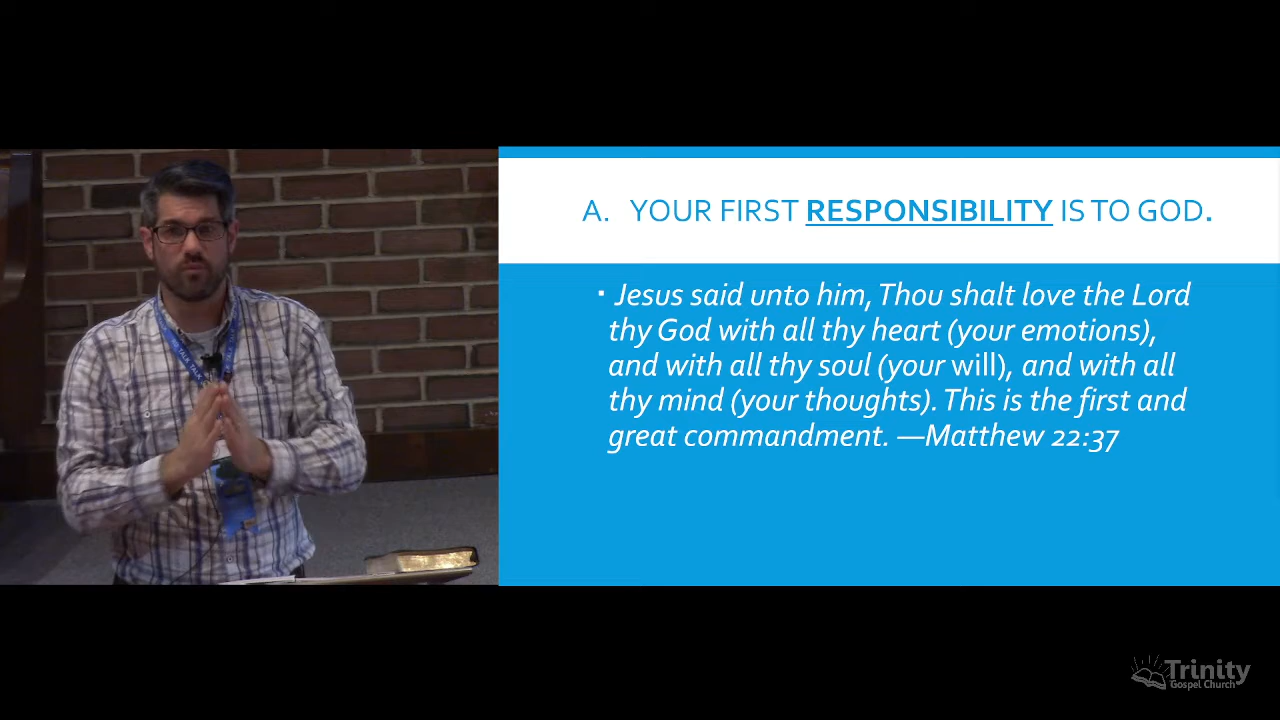 A. YOUR FIRST RESPONSIBILITY IS TO GOD.
▪ Jesus said unto him, Thou shalt love the Lord
thy God with all thy heart (your emotions),
and with all thy soul (your will), and with all
thy mind (your thoughts). This is the first and
great commandment. —Matthew 22:37
Trinity
Gospel Church